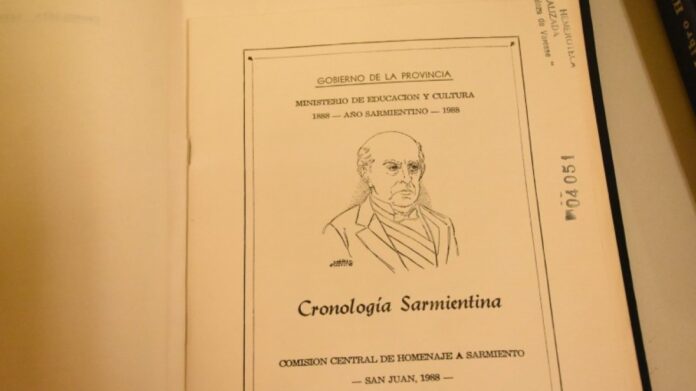 GOBIERNO DE LA PROVINCIA
MINISTERIO DE EDUCACION Y CULTURA
1888 — AÑO SARMIENTINO — 1988
Cronología Sarmientina
COMISION CENTRAL DE HOMENAJE A SARMIENTO
— SAN JUAN, 1988 —
HEMEROTECA
04051